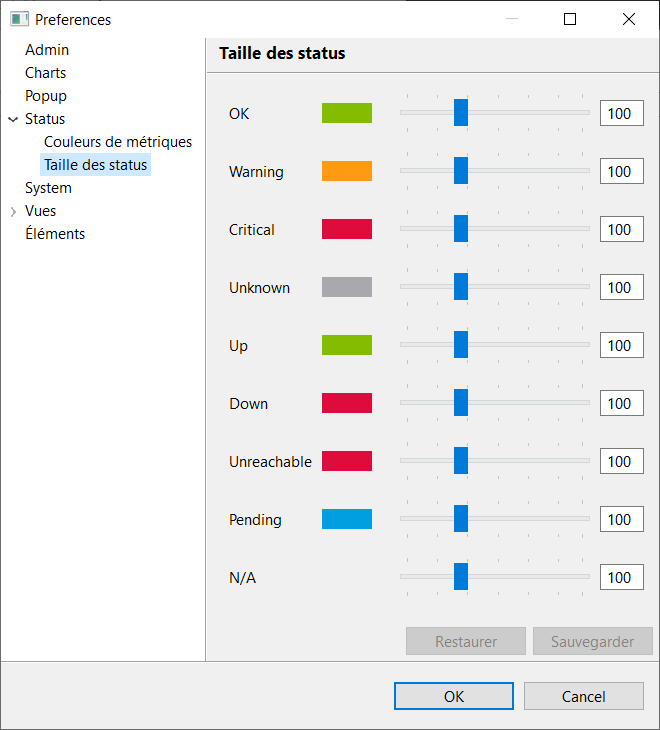 Preferences
Admin
Charts
Popup
Status
Couleurs de métriques
Taille des status
System
Vues
Éléments
Taille des status
OK 100
Warning 100
Critical 100
Unknown 100
Up 100
Down 100
Unreachable 100
Pending 100
N/A 100
Restaurer Sauvegarder
OK Cancel